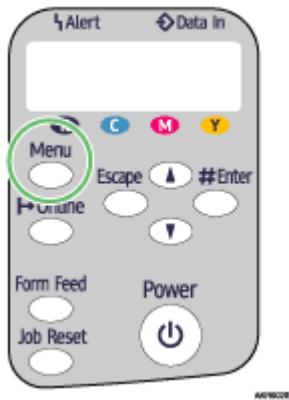 Alert Data In
C M Y
Menu
Escape # Enter
Online
Form Feed
Power
Job Reset